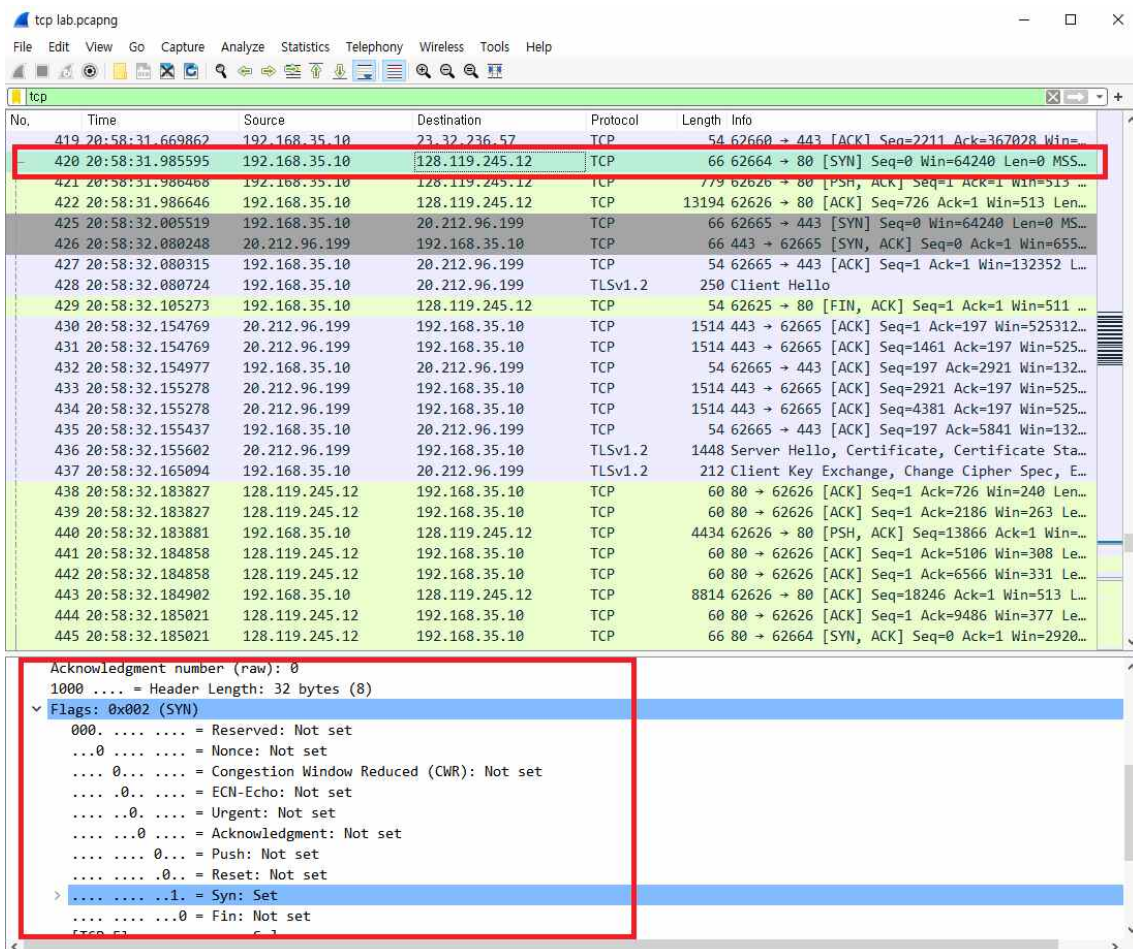 tcp lab.pcapng
File Edit View Go Capture Analyze Statistics Telephony Wireless Tools Help
tcp
No. Time Source Destination Protocol Length Info
419 20:58:31.669862 192.168.35.10 23.32.236.57 TCP 54 62660 → 443 [ACK] Seq=2211 Ack=367028 Win=…
420 20:58:31.985595 192.168.35.10 128.119.245.12 TCP 66 62664 → 80 [SYN] Seq=0 Win=64240 Len=0 MSS…
421 20:58:31.986468 192.168.35.10 128.119.245.12 TCP 779 62626 → 80 [PSH, ACK] Seq=1 Ack=1 Win=513 …
422 20:58:31.986646 192.168.35.10 128.119.245.12 TCP 13194 62626 → 80 [ACK] Seq=726 Ack=1 Win=513 Len…
425 20:58:32.005519 192.168.35.10 20.212.96.199 TCP 66 62665 → 443 [SYN] Seq=0 Win=64240 Len=0 MS…
426 20:58:32.080248 20.212.96.199 192.168.35.10 TCP 66 443 → 62665 [SYN, ACK] Seq=0 Ack=1 Win=655…
427 20:58:32.080315 192.168.35.10 20.212.96.199 TCP 54 62665 → 443 [ACK] Seq=1 Ack=1 Win=132352 L…
428 20:58:32.080724 192.168.35.10 20.212.96.199 TLSv1.2 250 Client Hello
429 20:58:32.105273 192.168.35.10 128.119.245.12 TCP 54 62625 → 80 [FIN, ACK] Seq=1 Ack=1 Win=511 …
430 20:58:32.154769 20.212.96.199 192.168.35.10 TCP 1514 443 → 62665 [ACK] Seq=1 Ack=197 Win=525312…
431 20:58:32.154769 20.212.96.199 192.168.35.10 TCP 1514 443 → 62665 [ACK] Seq=1461 Ack=197 Win=525…
432 20:58:32.154977 192.168.35.10 20.212.96.199 TCP 54 62665 → 443 [ACK] Seq=197 Ack=2921 Win=132…
433 20:58:32.155278 20.212.96.199 192.168.35.10 TCP 1514 443 → 62665 [ACK] Seq=2921 Ack=197 Win=525…
434 20:58:32.155278 20.212.96.199 192.168.35.10 TCP 1514 443 → 62665 [ACK] Seq=4381 Ack=197 Win=525…
435 20:58:32.155437 192.168.35.10 20.212.96.199 TCP 54 62665 → 443 [ACK] Seq=197 Ack=5841 Win=132…
436 20:58:32.155602 20.212.96.199 192.168.35.10 TLSv1.2 1448 Server Hello, Certificate, Certificate Sta…
437 20:58:32.165094 192.168.35.10 20.212.96.199 TLSv1.2 212 Client Key Exchange, Change Cipher Spec, E…
438 20:58:32.183827 128.119.245.12 192.168.35.10 TCP 60 80 → 62626 [ACK] Seq=1 Ack=726 Win=240 Len…
439 20:58:32.183827 128.119.245.12 192.168.35.10 TCP 60 80 → 62626 [ACK] Seq=1 Ack=2186 Win=263 Le…
440 20:58:32.183881 192.168.35.10 128.119.245.12 TCP 4434 62626 → 80 [PSH, ACK] Seq=13866 Ack=1 Win=…
441 20:58:32.184858 128.119.245.12 192.168.35.10 TCP 60 80 → 62626 [ACK] Seq=1 Ack=5106 Win=308 Le…
442 20:58:32.184858 128.119.245.12 192.168.35.10 TCP 60 80 → 62626 [ACK] Seq=1 Ack=6566 Win=331 Le…
443 20:58:32.184902 192.168.35.10 128.119.245.12 TCP 8814 62626 → 80 [ACK] Seq=18246 Ack=1 Win=513 L…
444 20:58:32.185021 128.119.245.12 192.168.35.10 TCP 60 80 → 62626 [ACK] Seq=1 Ack=9486 Win=377 Le…
445 20:58:32.185021 128.119.245.12 192.168.35.10 TCP 66 80 → 62664 [SYN, ACK] Seq=0 Ack=1 Win=2920…
Acknowledgment number (raw): 0
1000 .... = Header Length: 32 bytes (8)
Flags: 0x002 (SYN)
000. .... .... = Reserved: Not set
...0 .... .... = Nonce: Not set
.... 0... .... = Congestion Window Reduced (CWR): Not set
.... .0.. .... = ECN-Echo: Not set
.... ..0. .... = Urgent: Not set
.... ...0 .... = Acknowledgment: Not set
.... .... 0... = Push: Not set
.... .... .0.. = Reset: Not set
.... .... ..1. = Syn: Set
.... .... ...0 = Fin: Not set